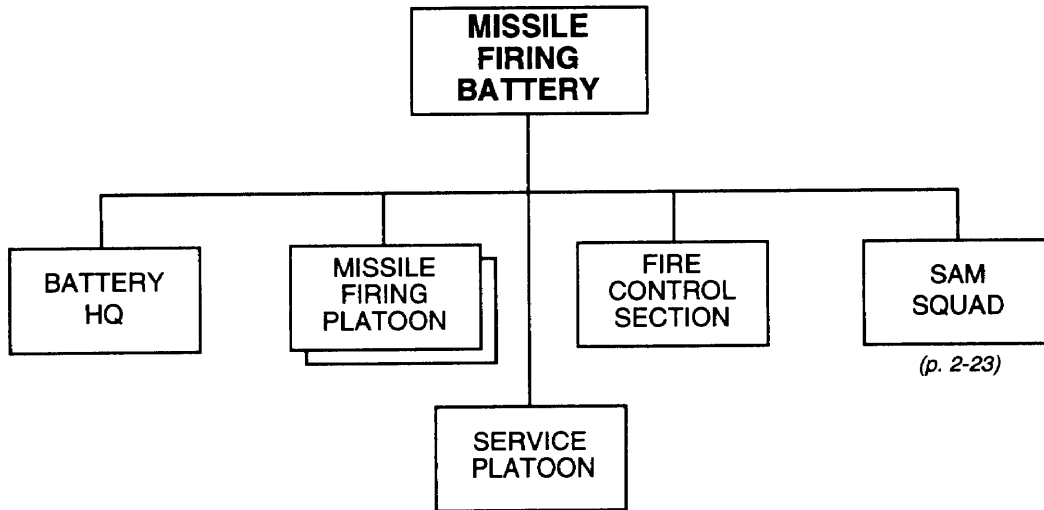 MISSILE
FIRING
BATTERY
BATTERY
HQ
MISSILE
FIRING
PLATOON
FIRE
CONTROL
SECTION
SAM
SQUAD
(p. 2-23)
SERVICE
PLATOON